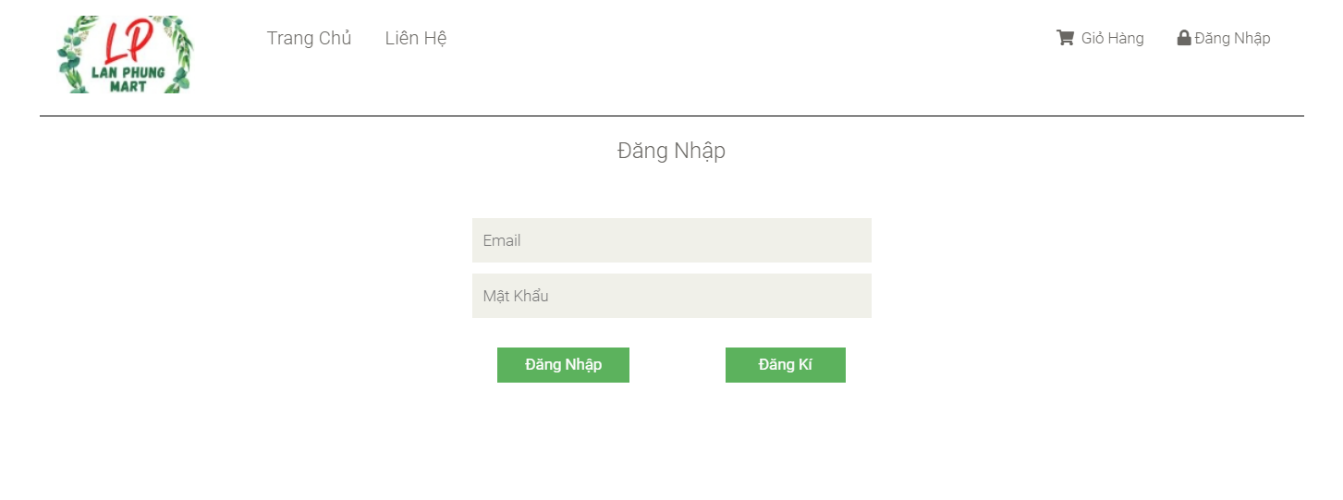 LP
LAN PHUNG
MART
Trang Chủ
Liên Hệ
Giỏ Hàng
Đăng Nhập
Đăng Nhập
Email
Mật Khẩu
Đăng Nhập
Đăng Kí